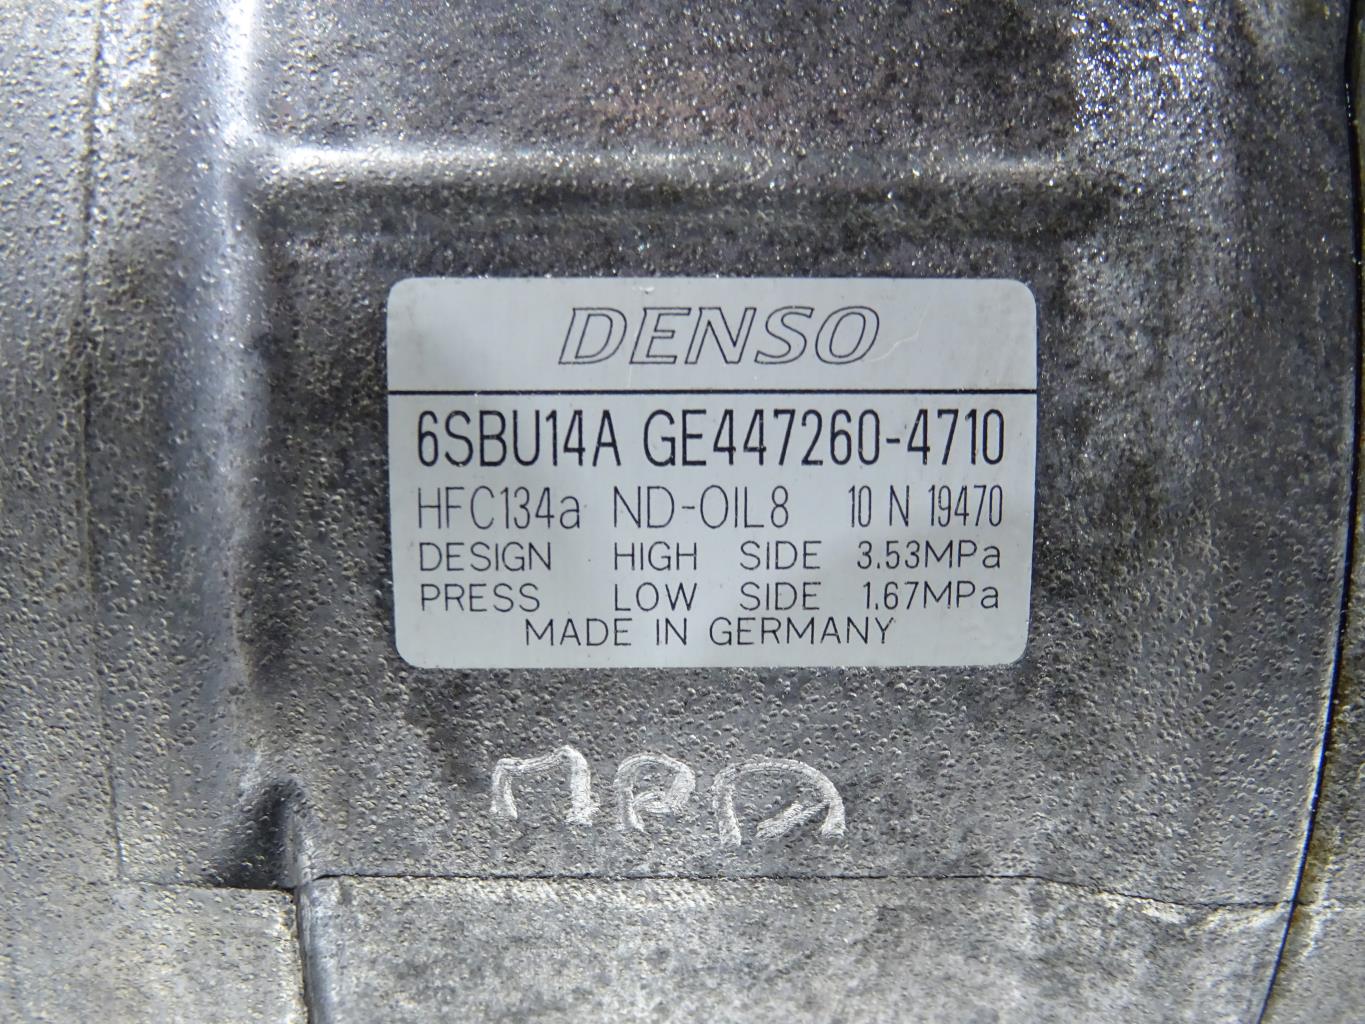 DENSO
6SBU14A GE447260-4710
HFC134a ND-OIL8 10 N 19470
DESIGN HIGH SIDE 3.53MPa
PRESS LOW SIDE 1.67MPa
MADE IN GERMANY